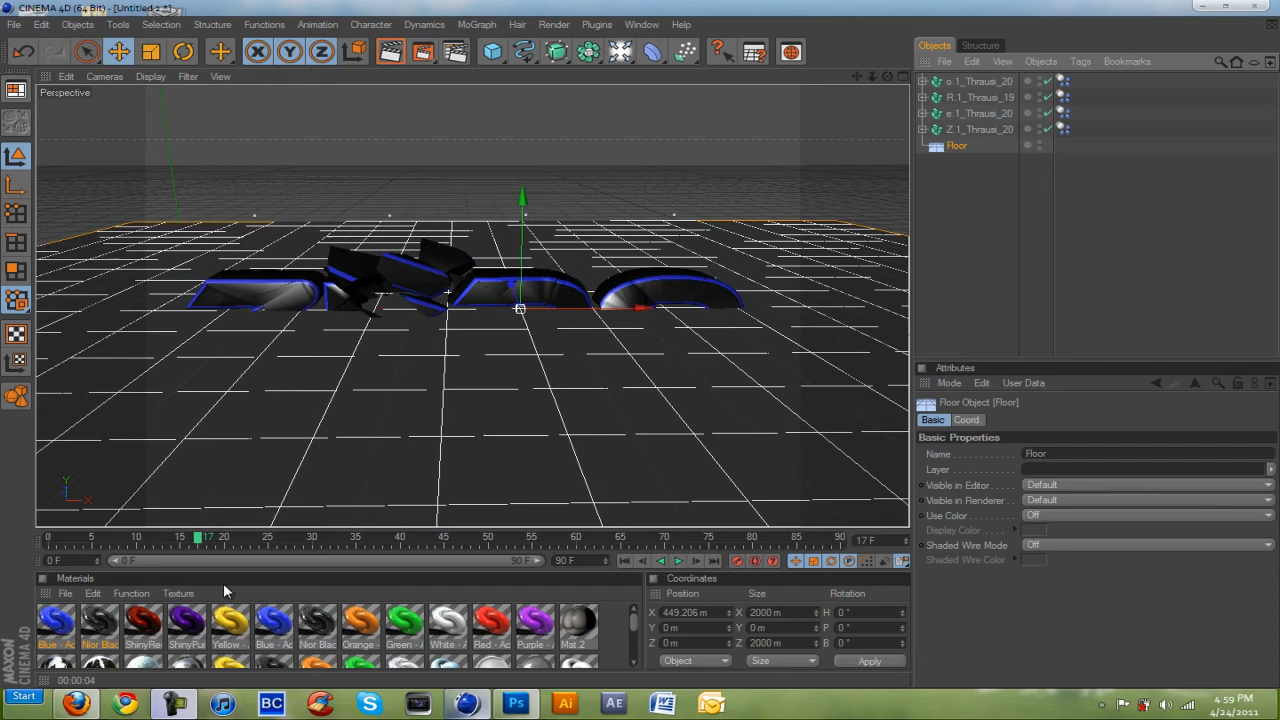 CINEMA 4D (64 Bit) - [Untitled 2 *]
File Edit Objects Tools Selection Structure Functions Animation Character Dynamics MoGraph Hair Render Plugins Window Help
Edit Cameras Display Filter View
Perspective
Y
X
0 5 10 15 17 20 25 30 35 40 45 50 55 60 65 70 75 80 85 90 17 F
0 F 0 F 90 F 90 F
Materials
File Edit Function Texture
Blue - Ac Nior Blac ShinyRe ShinyPur Yellow - Blue - Ac Nior Blac Orange - Green - A White - A Red - Ac Purple - Mat.2
00:00:04
Coordinates
Position Size Rotation
X 449.206 m X 2000 m H 0 °
Y 0 m Y 0 m P 0 °
Z 0 m Z 2000 m B 0 °
Object Size Apply
Objects Structure
File Edit View Objects Tags Bookmarks
o.1_Thrausi_20
R.1_Thrausi_19
e.1_Thrausi_20
Z.1_Thrausi_20
Floor
Attributes
Mode Edit User Data
Floor Object [Floor]
Basic Coord.
Basic Properties
Name Floor
Layer
Visible in Editor Default
Visible in Renderer Default
Use Color Off
Display Color
Shaded Wire Mode Off
Shaded Wire Color
MAXON
CINEMA 4D
Start
BC
Ps
Ai
AE
4:59 PM
4/24/2011